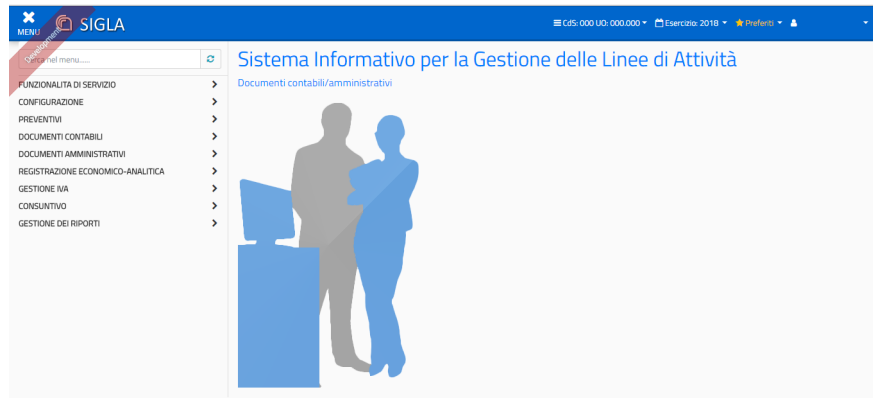 MENU
SIGLA
CdS: 000 UO: 000.000
Esercizio: 2018
Preferiti
Development
Cerca nel menu.....
Sistema Informativo per la Gestione delle Linee di Attività
Documenti contabili/amministrativi
FUNZIONALITA DI SERVIZIO
CONFIGURAZIONE
PREVENTIVI
DOCUMENTI CONTABILI
DOCUMENTI AMMINISTRATIVI
REGISTRAZIONE ECONOMICO-ANALITICA
GESTIONE IVA
CONSUNTIVO
GESTIONE DEI RIPORTI